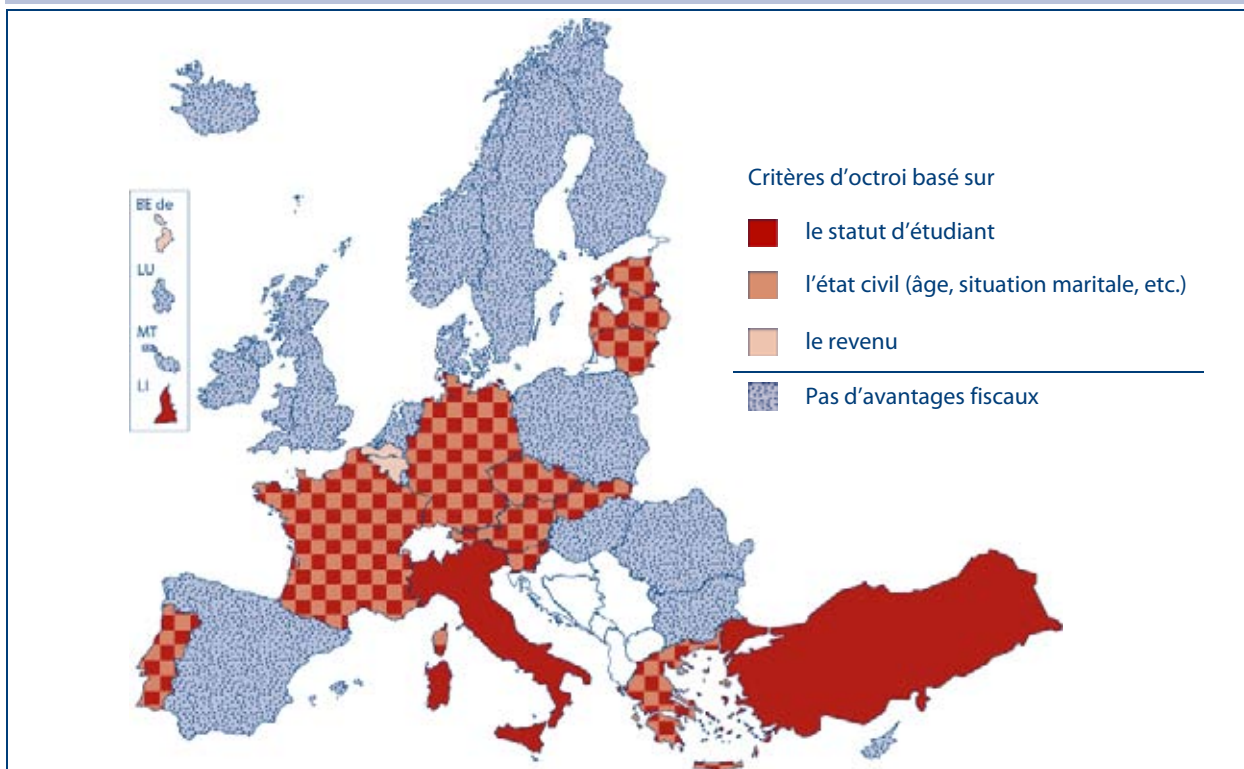 BE de
LU
MT
LI
Critères d'octroi basé sur
le statut d'étudiant
l'état civil (âge, situation maritale, etc.)
le revenu
Pas d'avantages fiscaux